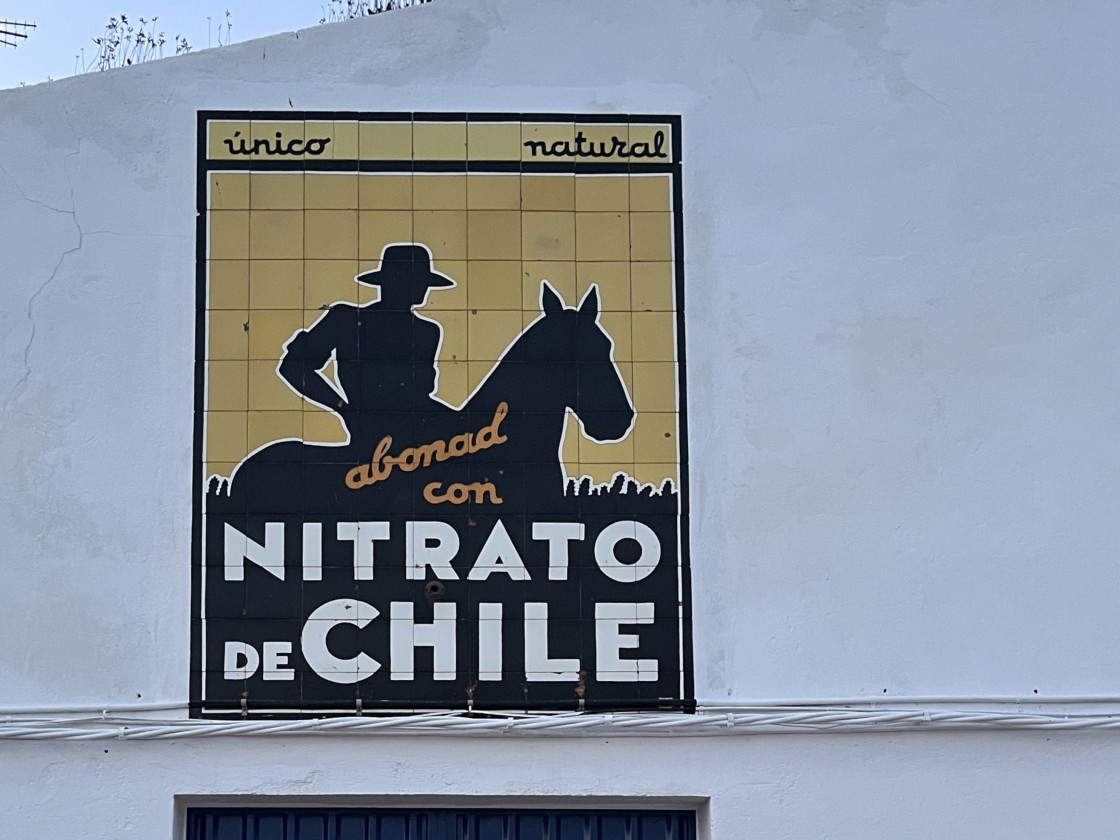 único natural
abonad
con
NITRATO
DE CHILE